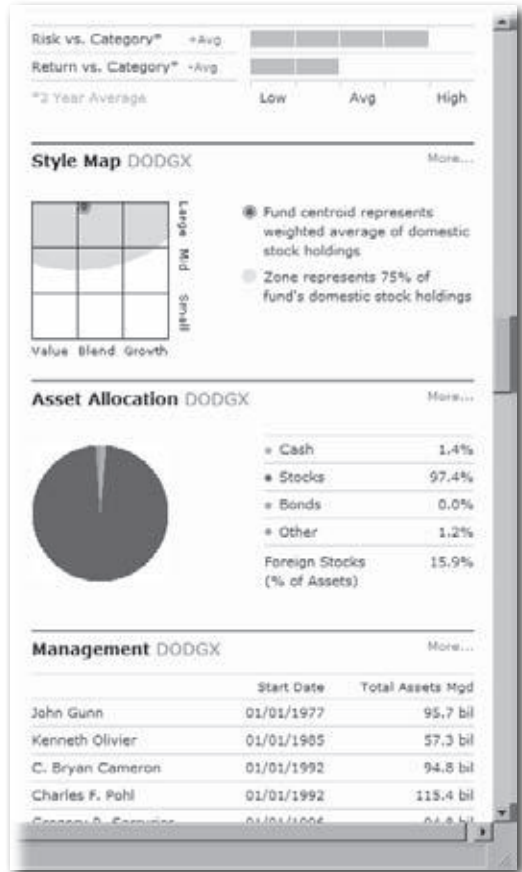 Risk vs. Category* +Avg
Return vs. Category* -Avg
*3 Year Average Low Avg High
Style Map DODGX More...
Large Mid Small
Value Blend Growth
Fund centroid represents
weighted average of domestic
stock holdings
Zone represents 75% of
fund's domestic stock holdings
Asset Allocation DODGX More...
Cash 1.4%
Stocks 97.4%
Bonds 0.0%
Other 1.2%
Foreign Stocks 15.9%
(% of Assets)
Management DODGX More...
Start Date Total Assets Mgd
John Gunn 01/01/1977 95.7 bil
Kenneth Olivier 01/01/1985 57.3 bil
C. Bryan Cameron 01/01/1992 94.8 bil
Charles F. Pohl 01/01/1992 115.4 bil